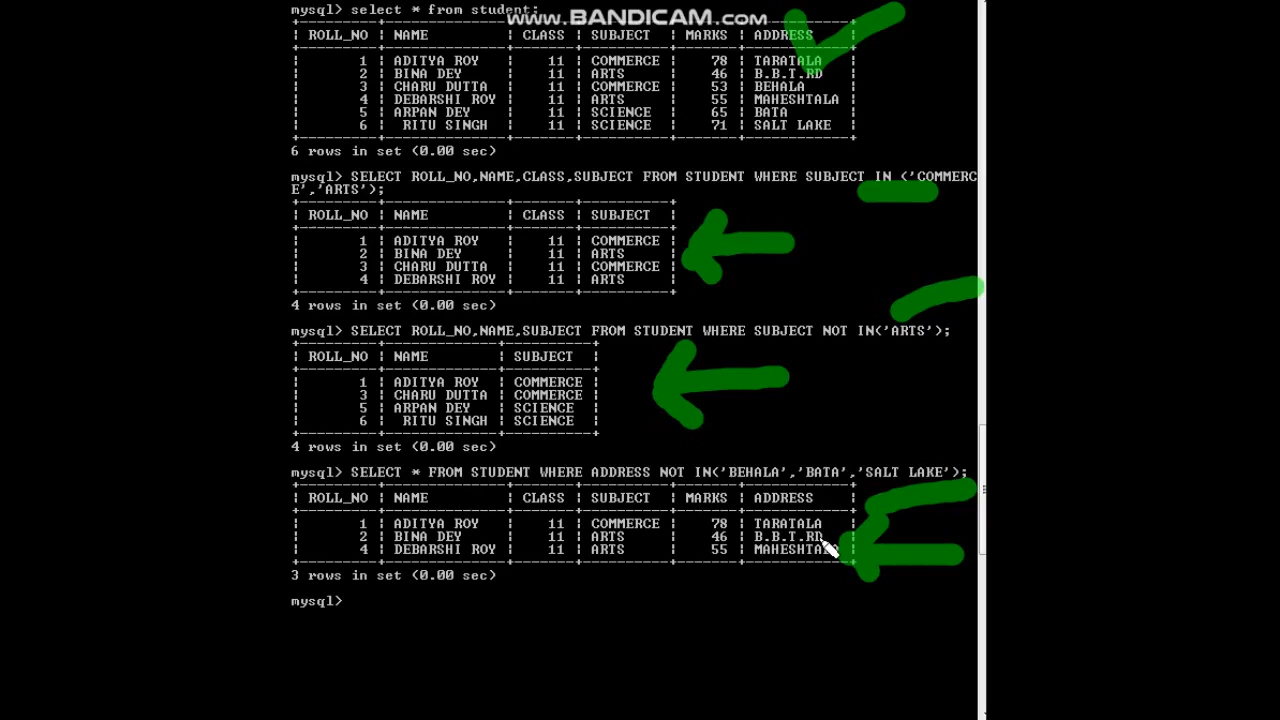 mysql> select * from student;
www.BANDICAM.com
ROLL_NO | NAME | CLASS | SUBJECT | MARKS | ADDRESS
1 | ADITYA ROY | 11 | COMMERCE | 78 | TARATALA
2 | BINA DEY | 11 | ARTS | 46 | B.B.T.RD
3 | CHARU DUTTA | 11 | COMMERCE | 53 | BEHALA
4 | DEBARSHI ROY | 11 | ARTS | 55 | MAHESHTALA
5 | ARPAN DEY | 11 | SCIENCE | 65 | BATA
6 | RITU SINGH | 11 | SCIENCE | 71 | SALT LAKE
6 rows in set (0.00 sec)
mysql> SELECT ROLL_NO,NAME,CLASS,SUBJECT FROM STUDENT WHERE SUBJECT IN ('COMMERC
E','ARTS');
ROLL_NO | NAME | CLASS | SUBJECT
1 | ADITYA ROY | 11 | COMMERCE
2 | BINA DEY | 11 | ARTS
3 | CHARU DUTTA | 11 | COMMERCE
4 | DEBARSHI ROY | 11 | ARTS
4 rows in set (0.00 sec)
mysql> SELECT ROLL_NO,NAME,SUBJECT FROM STUDENT WHERE SUBJECT NOT IN('ARTS');
ROLL_NO | NAME | SUBJECT
1 | ADITYA ROY | COMMERCE
3 | CHARU DUTTA | COMMERCE
5 | ARPAN DEY | SCIENCE
6 | RITU SINGH | SCIENCE
4 rows in set (0.00 sec)
mysql> SELECT * FROM STUDENT WHERE ADDRESS NOT IN('BEHALA','BATA','SALT LAKE');
ROLL_NO | NAME | CLASS | SUBJECT | MARKS | ADDRESS
1 | ADITYA ROY | 11 | COMMERCE | 78 | TARATALA
2 | BINA DEY | 11 | ARTS | 46 | B.B.T.RD
4 | DEBARSHI ROY | 11 | ARTS | 55 | MAHESHTALA
3 rows in set (0.00 sec)
mysql>